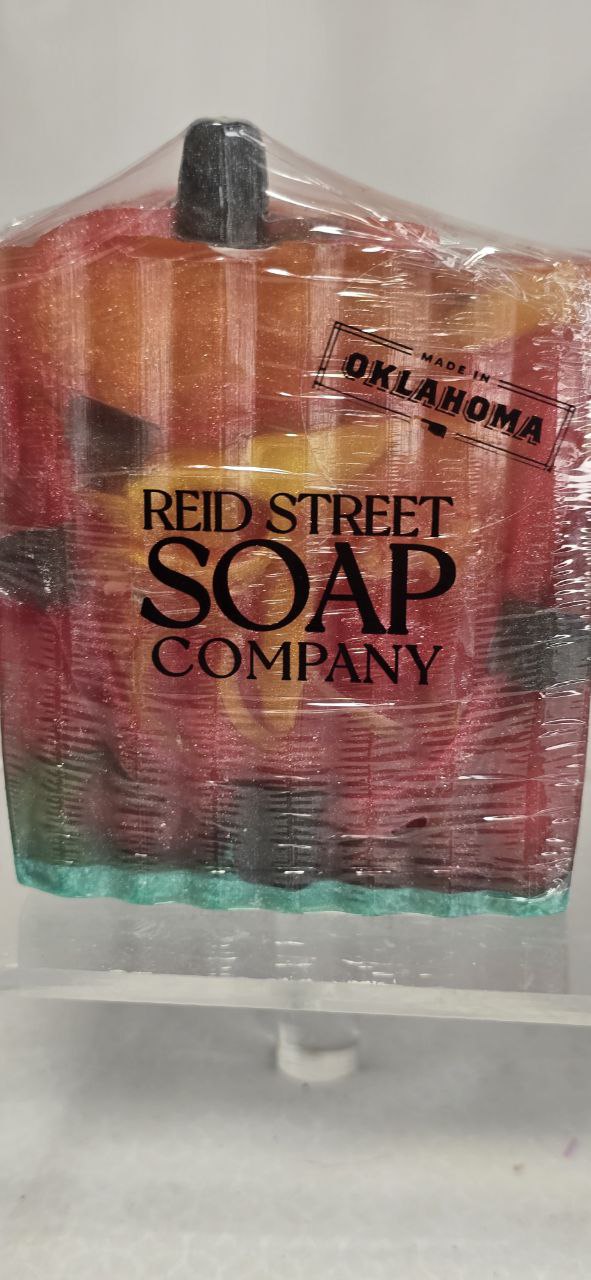 MADE IN
OKLAHOMA
REID STREET
SOAP
COMPANY